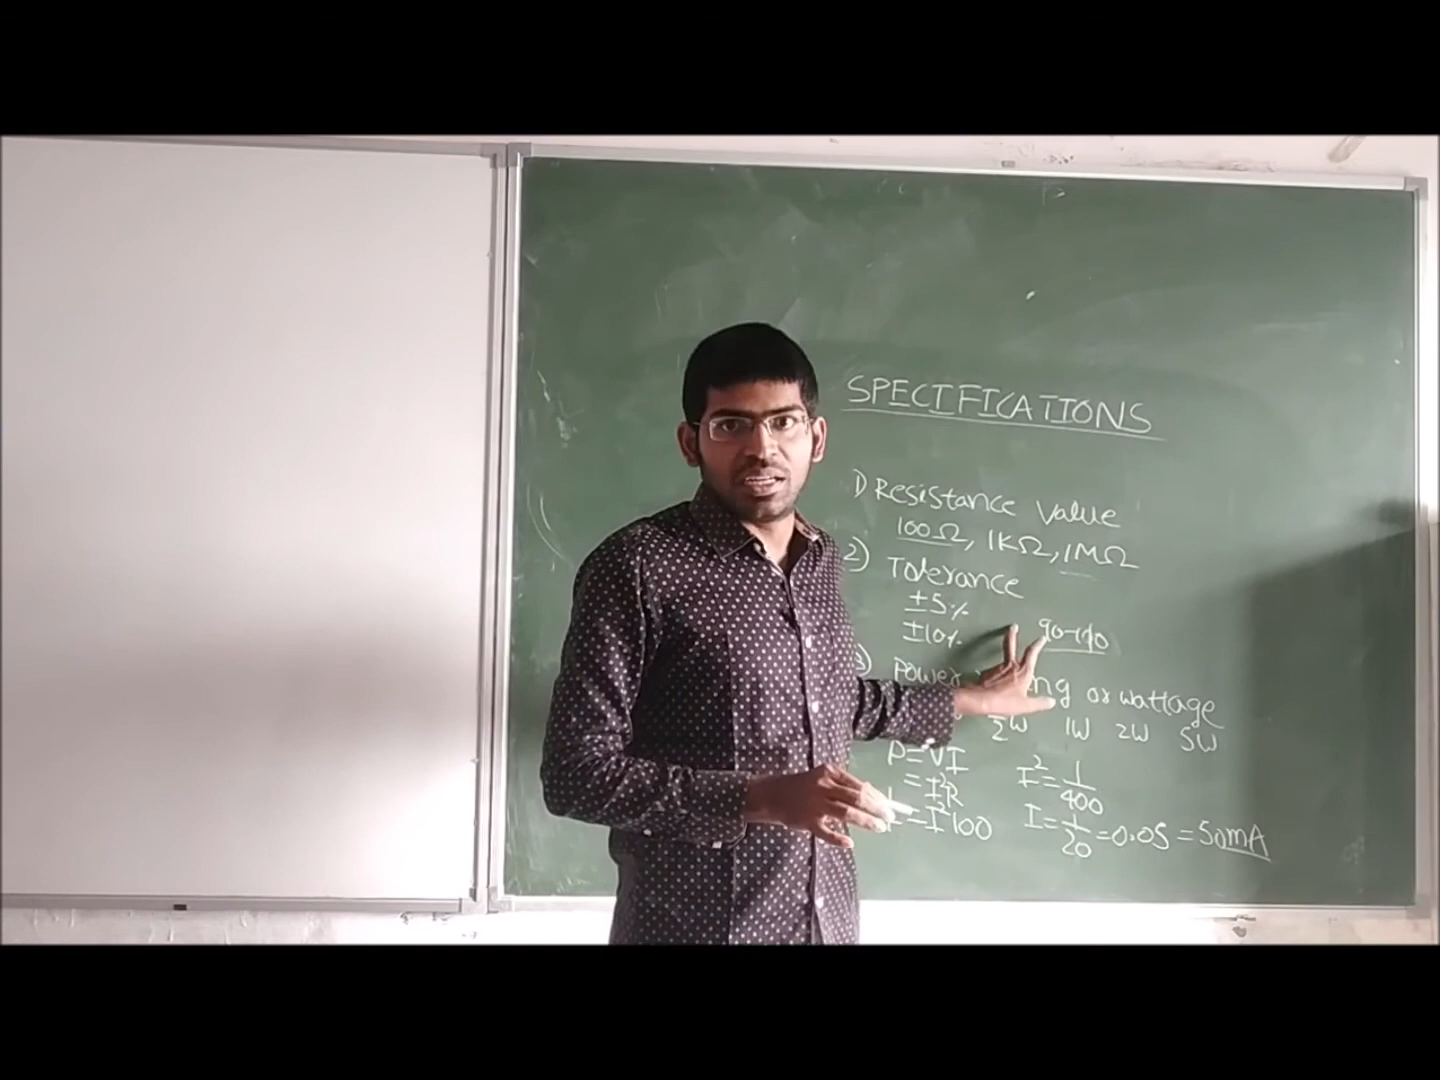 SPECIFICATIONS
1) Resistance Value
100Ω, 1KΩ, 1MΩ
2) Tolerance
±5%
±10% 90-110
3) Power ng or wattage
W 1W 2W 5W
P=VI
=I²R
=I²100
I²=1/400
I=1/20=0.05=50mA